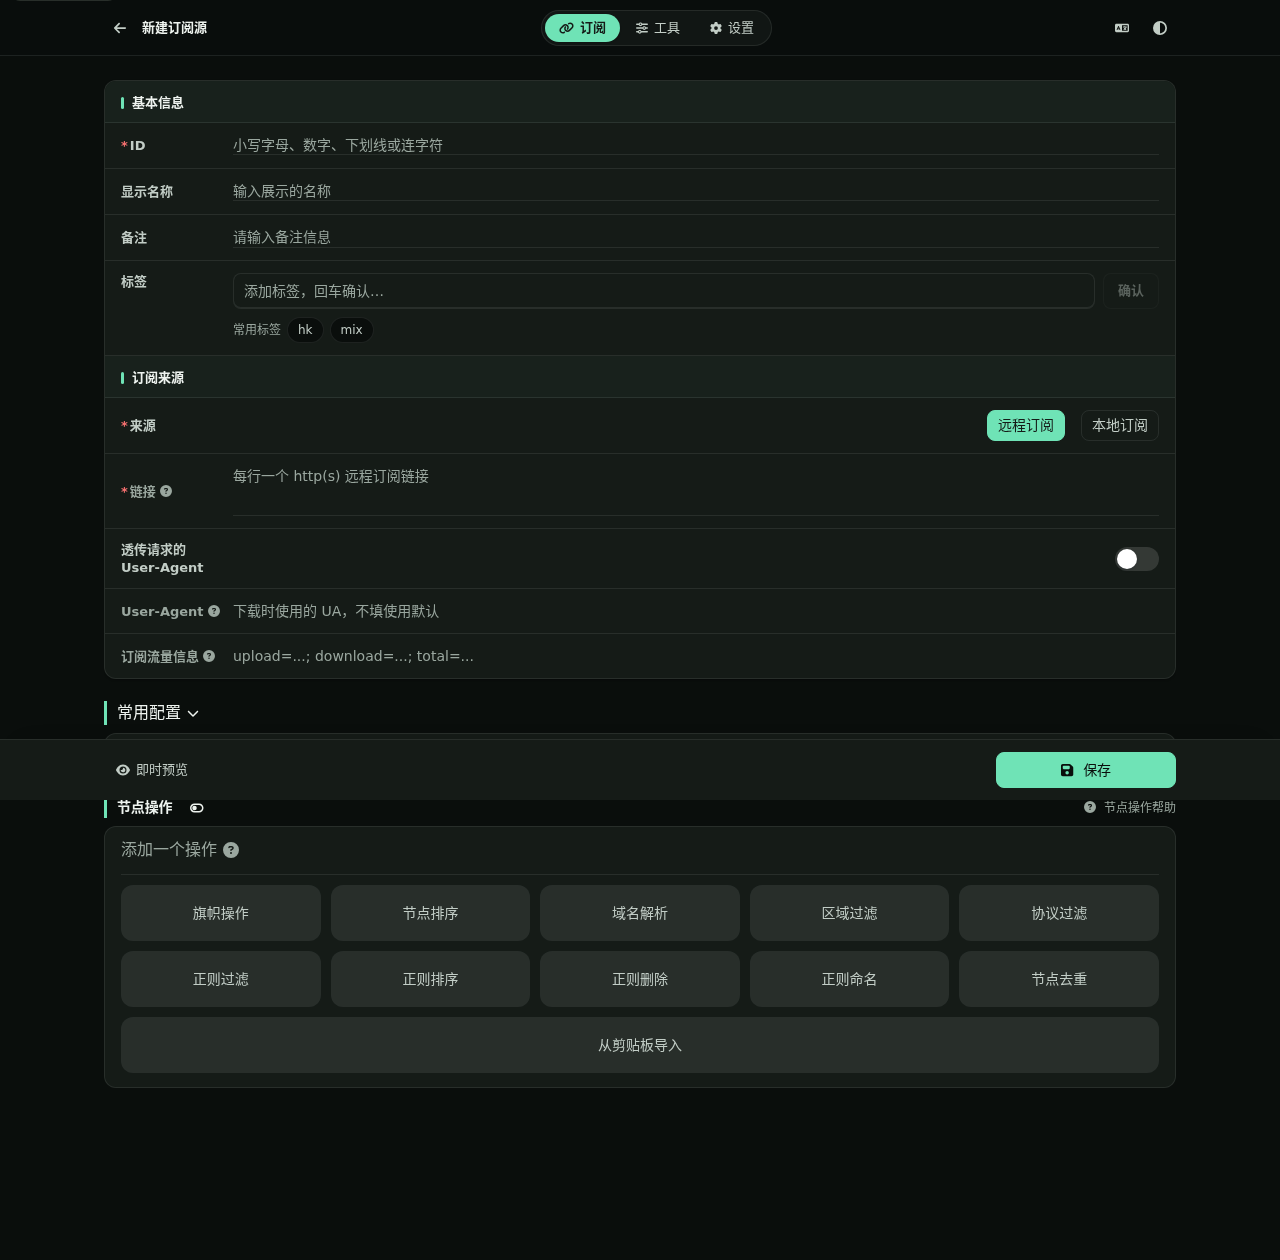 新建订阅源
订阅
工具
设置
基本信息
*ID
小写字母、数字、下划线或连字符
显示名称
输入展示的名称
备注
请输入备注信息
标签
添加标签，回车确认...
确认
常用标签
hk
mix
订阅来源
*来源
远程订阅
本地订阅
*链接
每行一个 http(s) 远程订阅链接
透传请求的
User-Agent
User-Agent
下载时使用的 UA，不填使用默认
订阅流量信息
upload=...; download=...; total=...
常用配置
即时预览
保存
节点操作
节点操作帮助
添加一个操作
旗帜操作
节点排序
域名解析
区域过滤
协议过滤
正则过滤
正则排序
正则删除
正则命名
节点去重
从剪贴板导入